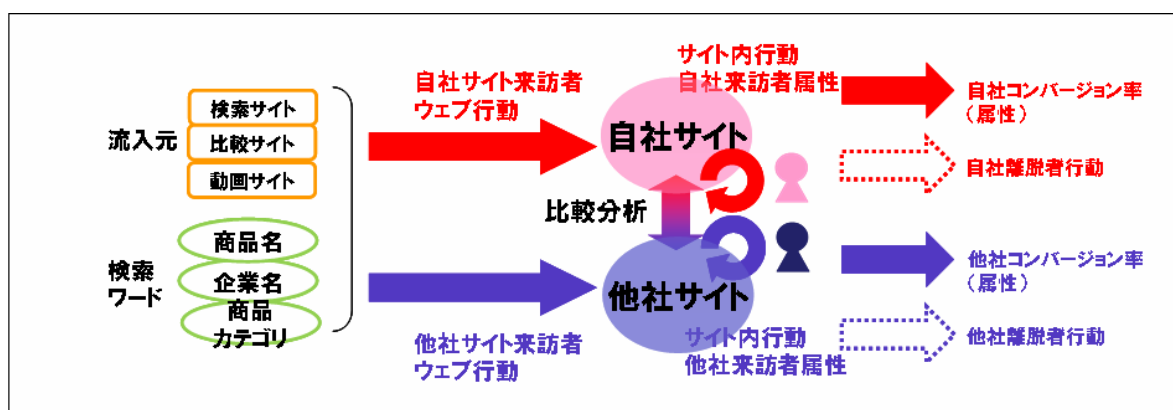 流入元
検索サイト
比較サイト
動画サイト
検索
ワード
商品名
企業名
商品
カテゴリ
自社サイト来訪者
ウェブ行動
他社サイト来訪者
ウェブ行動
サイト内行動
自社来訪者属性
自社サイト
比較分析
他社サイト
サイト内行動
他社来訪者属性
自社コンバージョン率
(属性)
自社離脱者行動
他社コンバージョン率
(属性)
他社離脱者行動